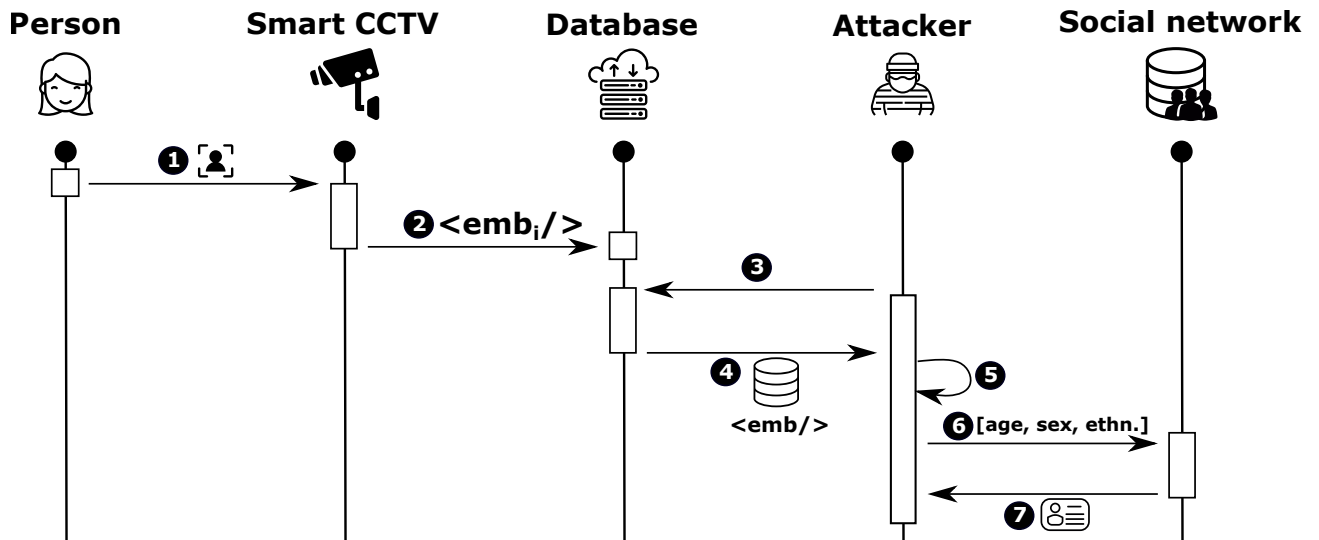 Person
Smart CCTV
Database
Attacker
Social network
1
2 <embᵢ/>
3
4
<emb/>
5
6 [age, sex, ethn.]
7